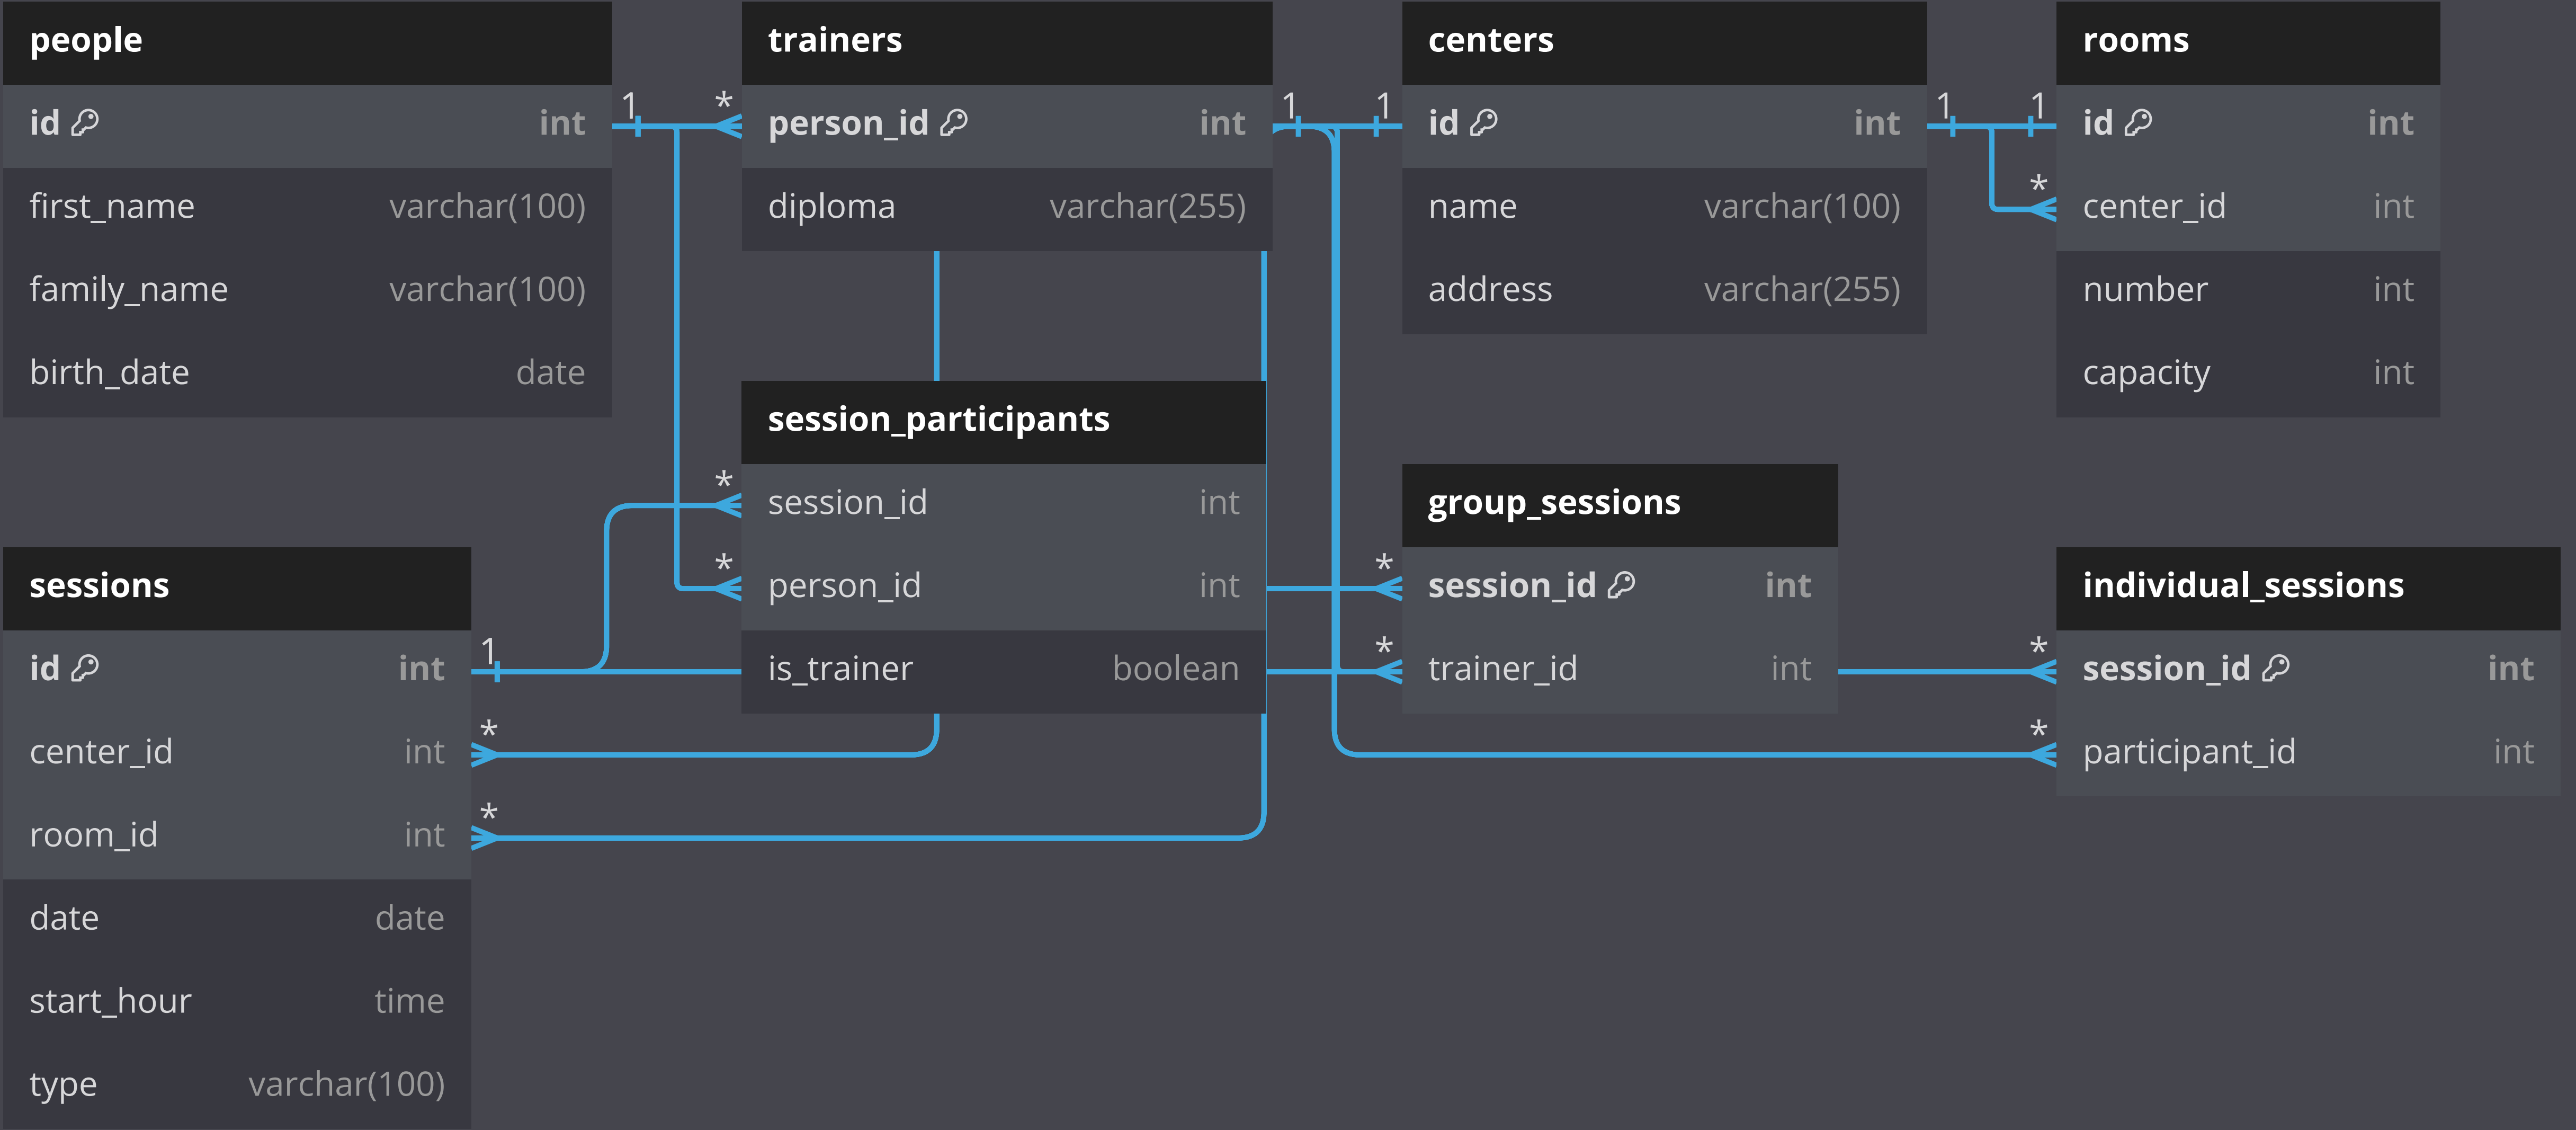 people
id int
first_name varchar(100)
family_name varchar(100)
birth_date date
1 *
trainers
person_id int
diploma varchar(255)
1 1
centers
id int
name varchar(100)
address varchar(255)
1 1
*
rooms
id int
center_id int
number int
capacity int
session_participants
* session_id int
* person_id int
is_trainer boolean
group_sessions
* session_id int
* trainer_id int
individual_sessions
* session_id int
* participant_id int
sessions
id int 1
center_id int *
room_id int *
date date
start_hour time
type varchar(100)